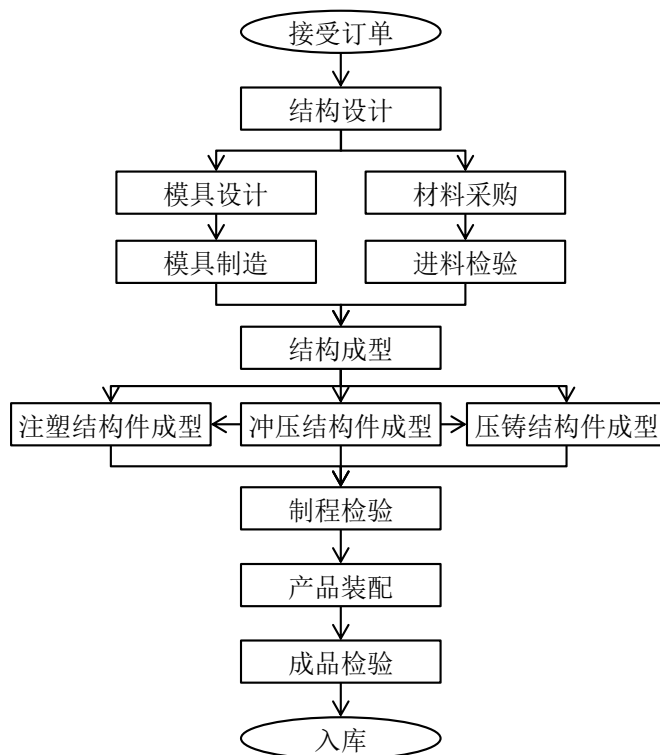 接受订单
结构设计
模具设计
材料采购
模具制造
进料检验
结构成型
注塑结构件成型
冲压结构件成型
压铸结构件成型
制程检验
产品装配
成品检验
入库